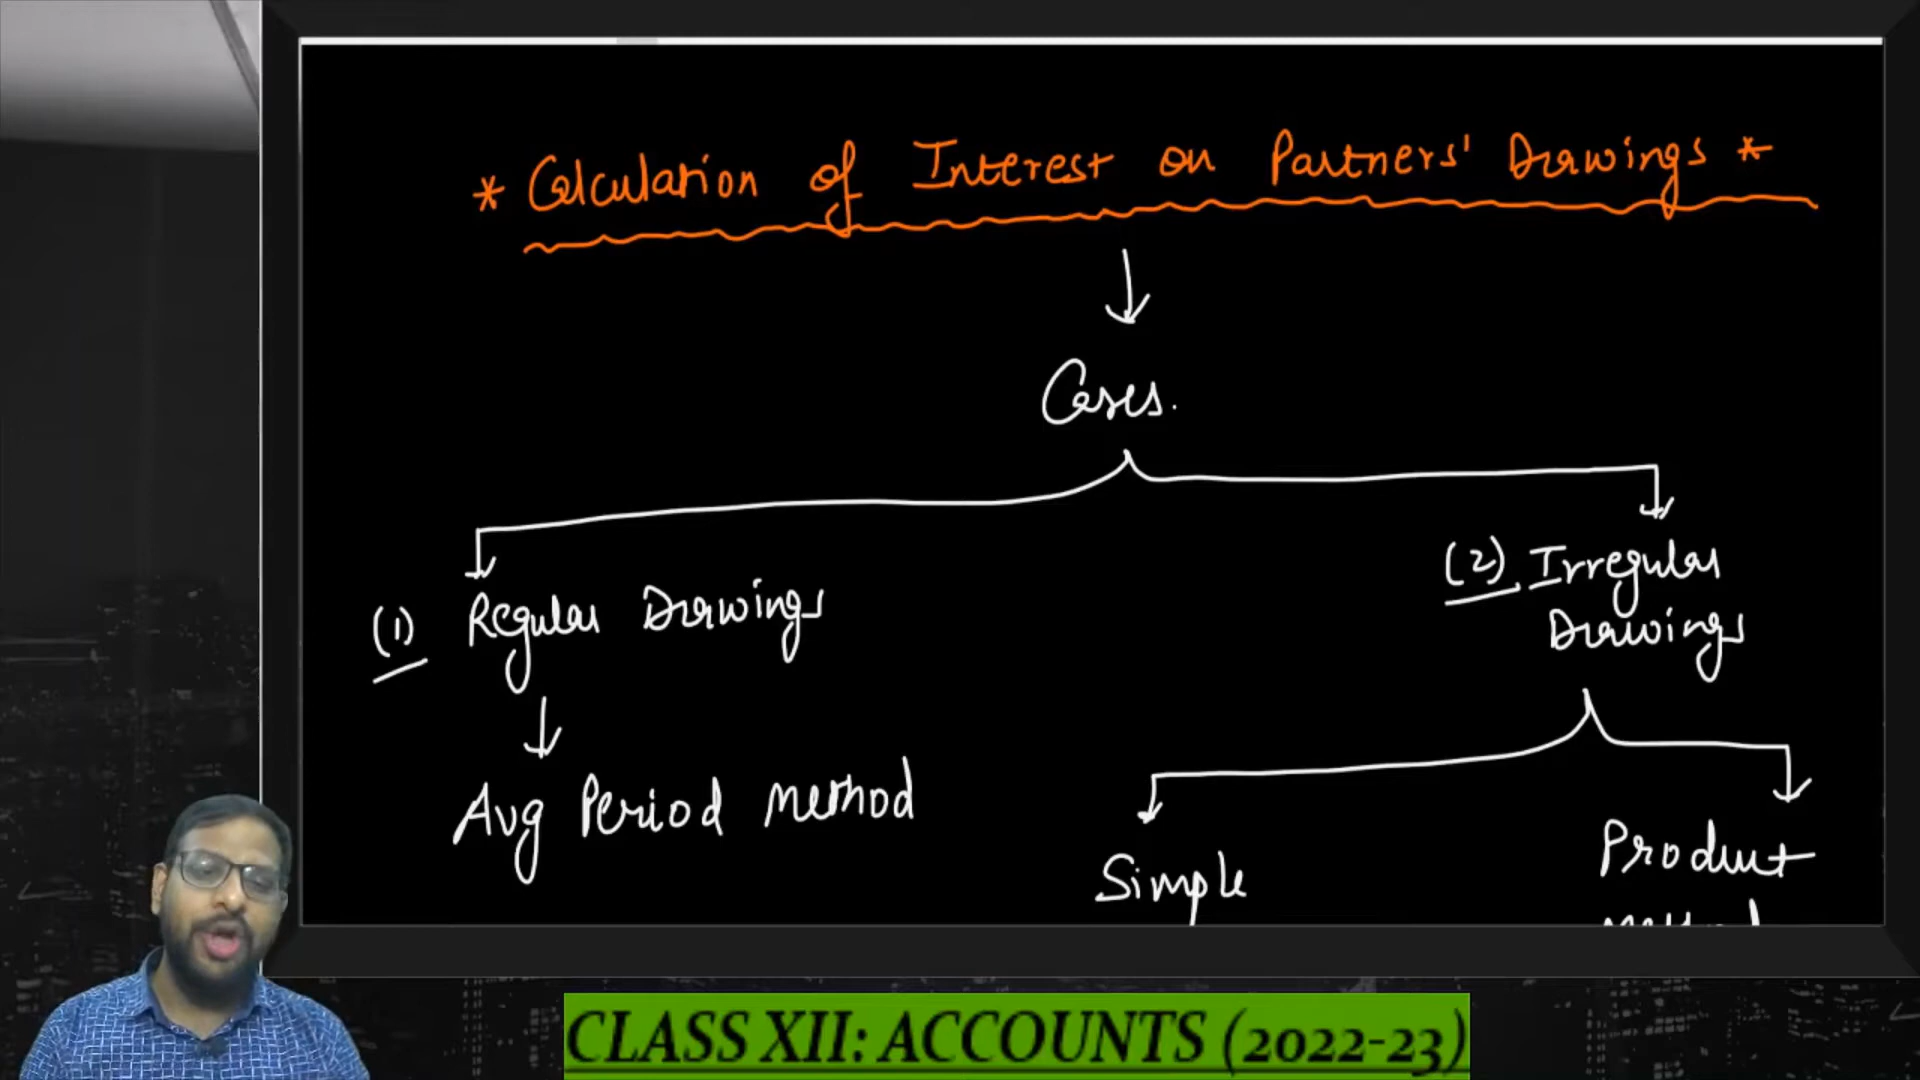 * Calculation of Interest on Partners' Drawings *
Cases.
(1) Regular Drawings
(2) Irregular
Drawings
Avg Period Method
Simple
Product
Method
CLASS XII: ACCOUNTS (2022-23)